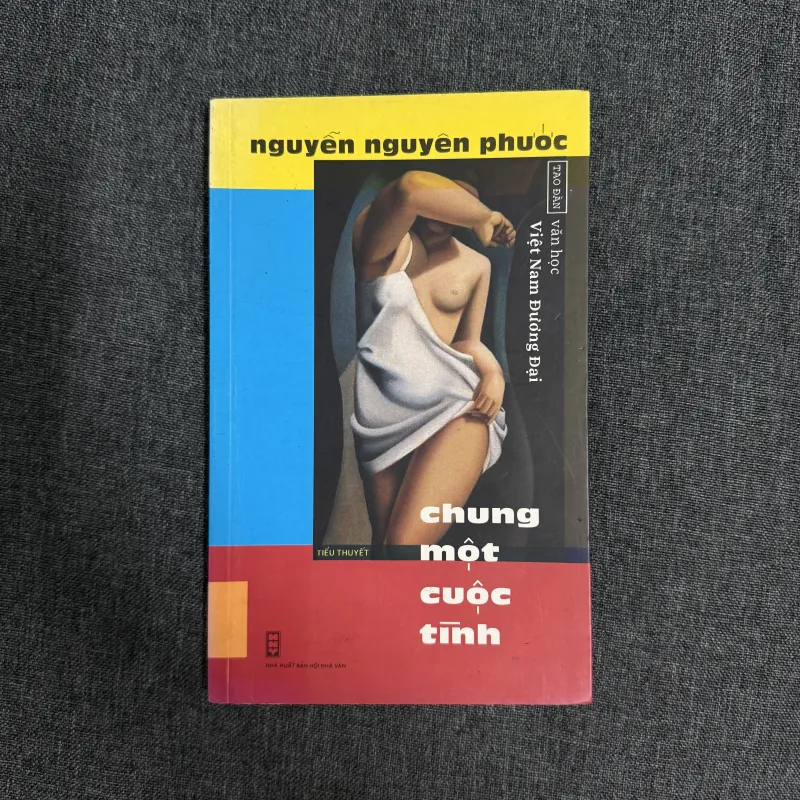 nguyễn nguyên phước
TAO ĐÀN
văn học
Việt Nam Đương Đại
chung
một
cuộc
tình
TIỂU THUYẾT
NHÀ XUẤT BẢN HỘI NHÀ VĂN